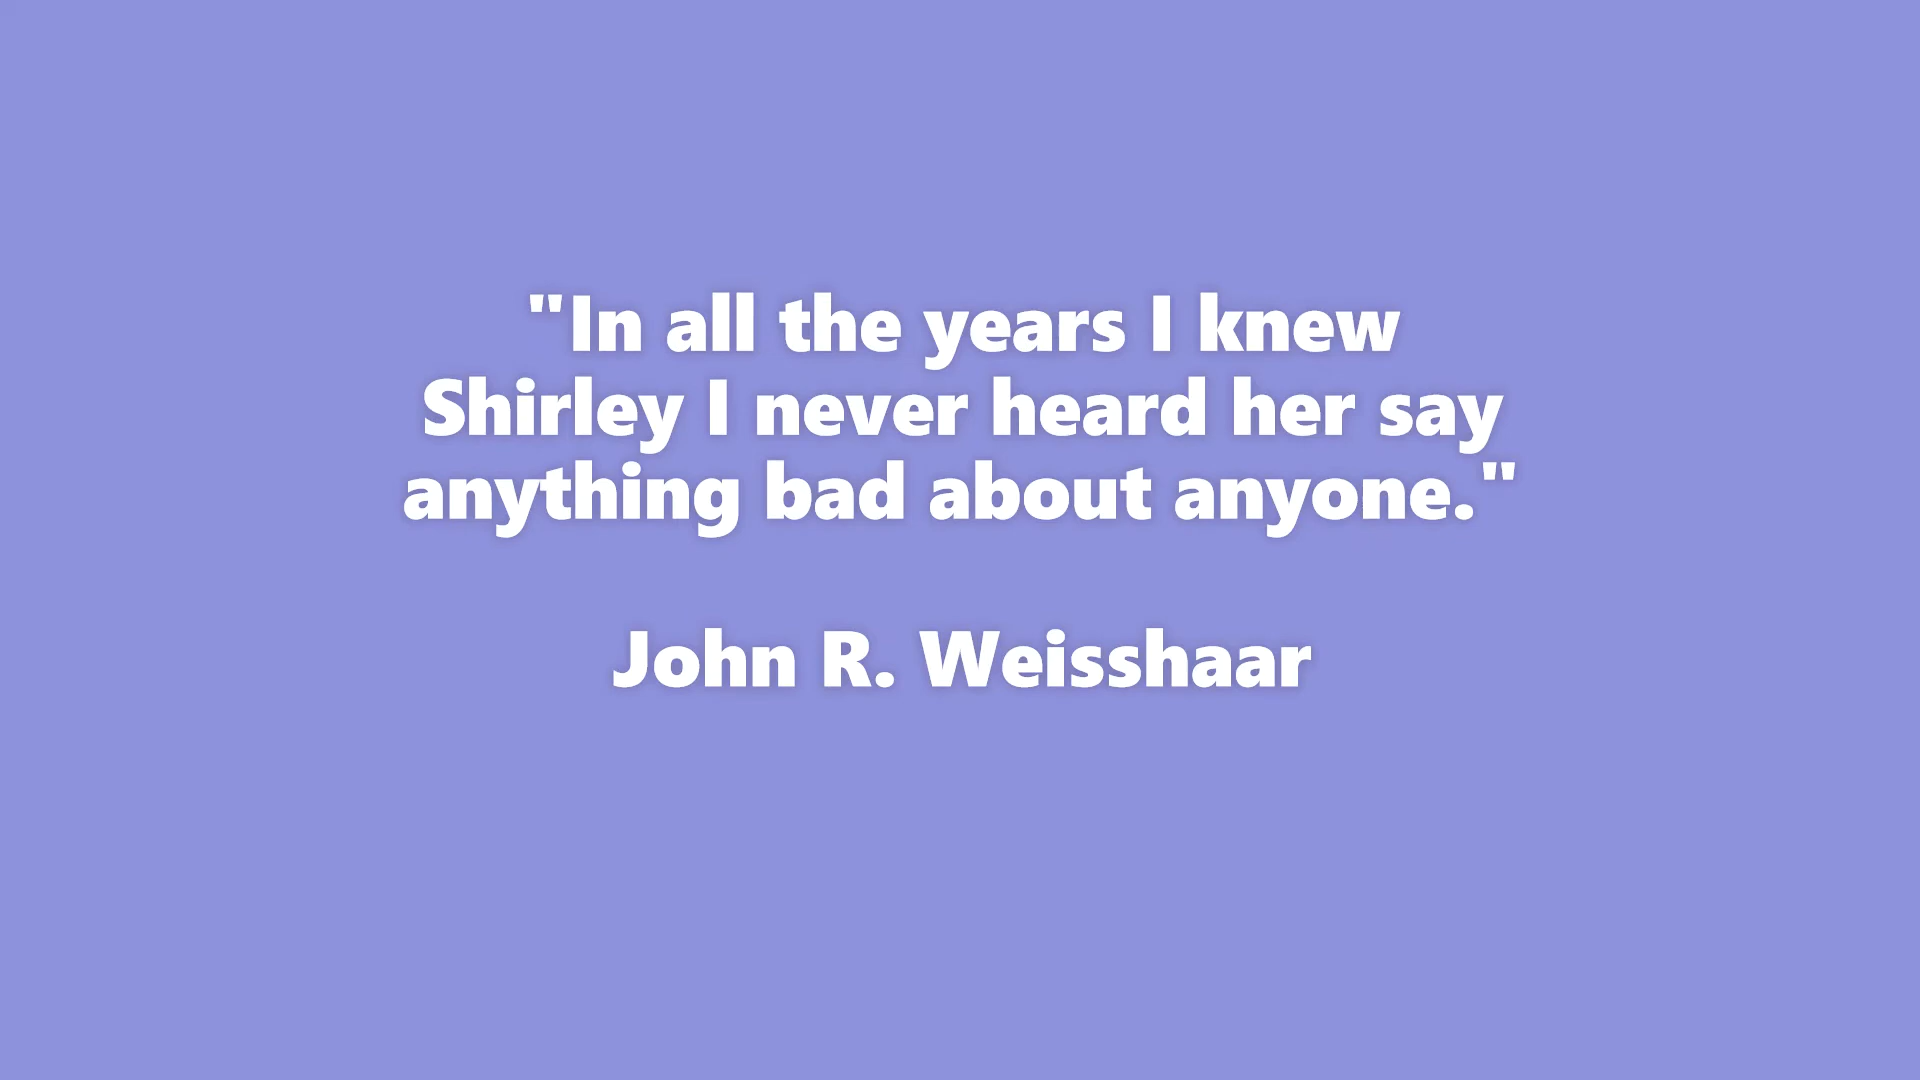 "In all the years I knew
Shirley I never heard her say
anything bad about anyone."
John R. Weisshaar